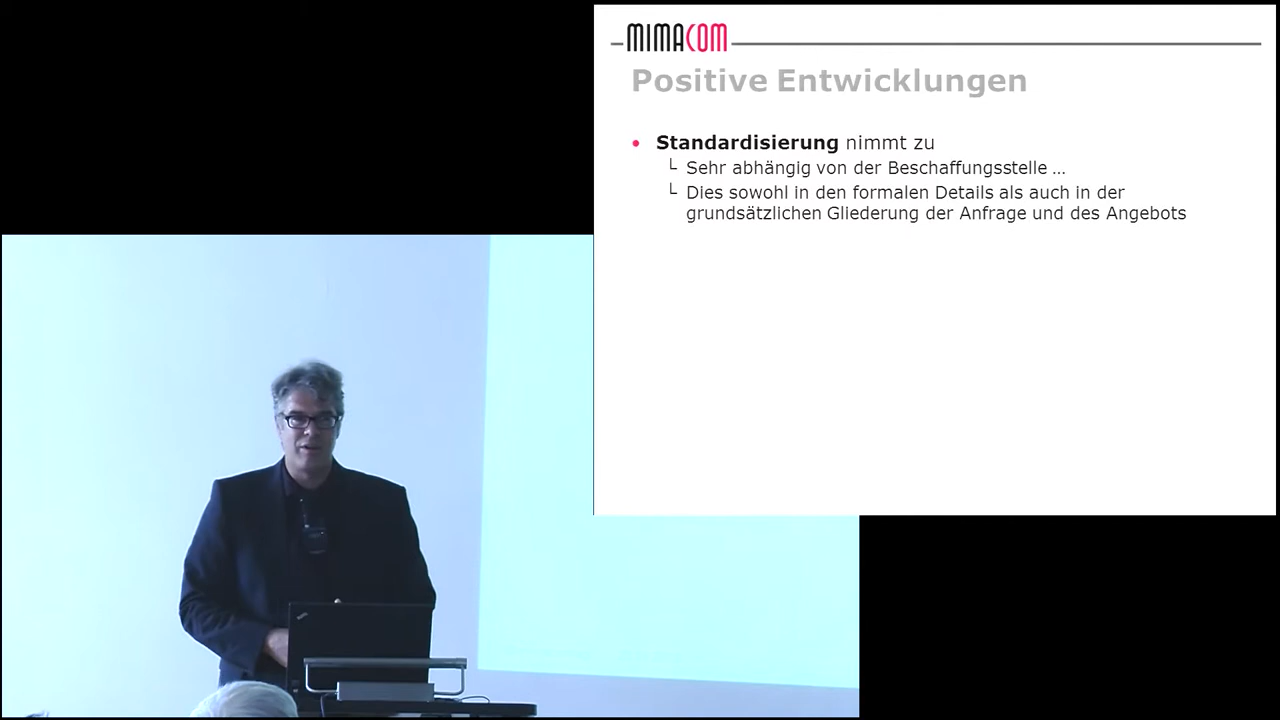 MIMACOM
Positive Entwicklungen
• Standardisierung nimmt zu
└ Sehr abhängig von der Beschaffungsstelle ...
└ Dies sowohl in den formalen Details als auch in der
grundsätzlichen Gliederung der Anfrage und des Angebots